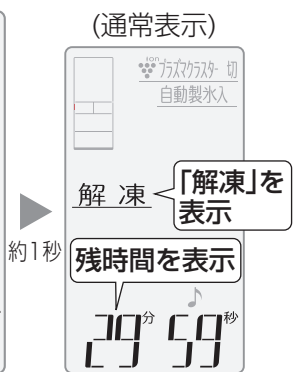 (通常表示)
ion
プラズマクラスター 切
自動製氷入
解 凍
「解凍」を
表示
約1秒
残時間を表示
29分 59秒